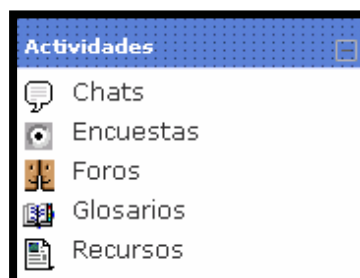 Actividades
Chats
Encuestas
Foros
Glosarios
Recursos